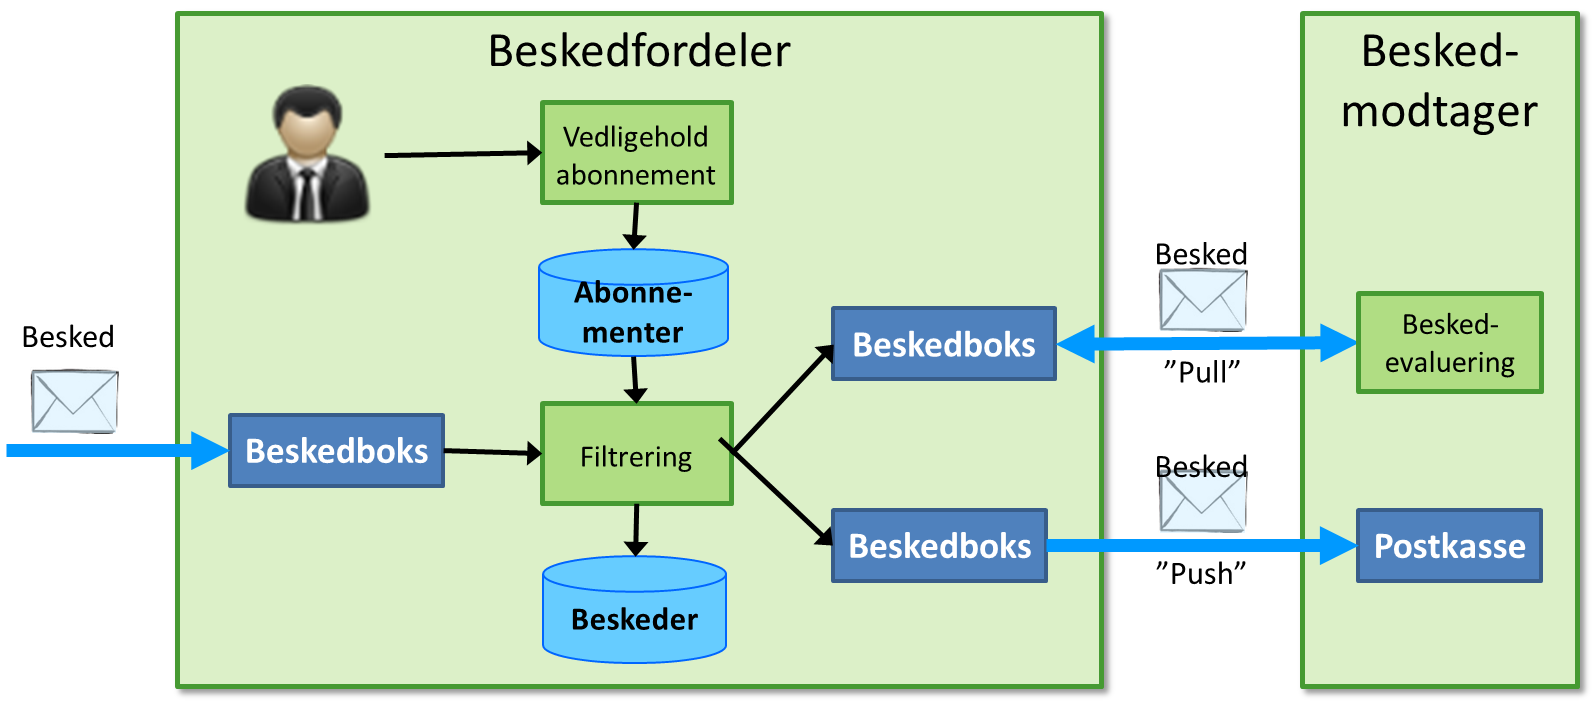 Beskedfordeler
Besked-
modtager
Vedligehold
abonnement
Abonne-
menter
Besked
Beskedboks
Filtrering
Beskeder
Beskedboks
Beskedboks
Besked
”Pull”
Besked-
evaluering
Besked
”Push”
Postkasse